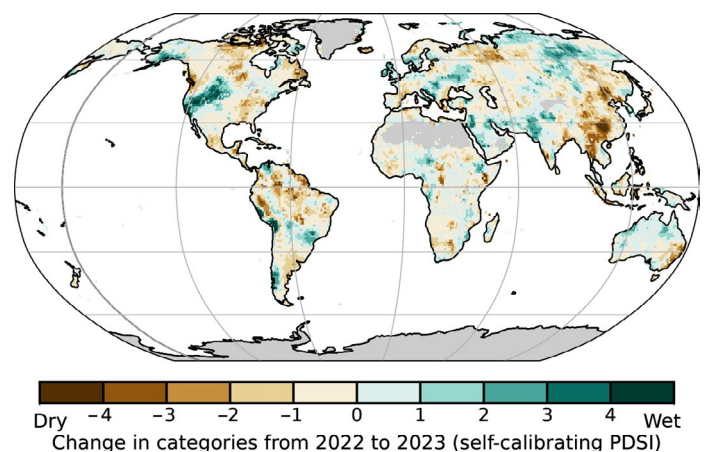 Dry −4 −3 −2 −1 0 1 2 3 4 Wet
Change in categories from 2022 to 2023 (self-calibrating PDSI)